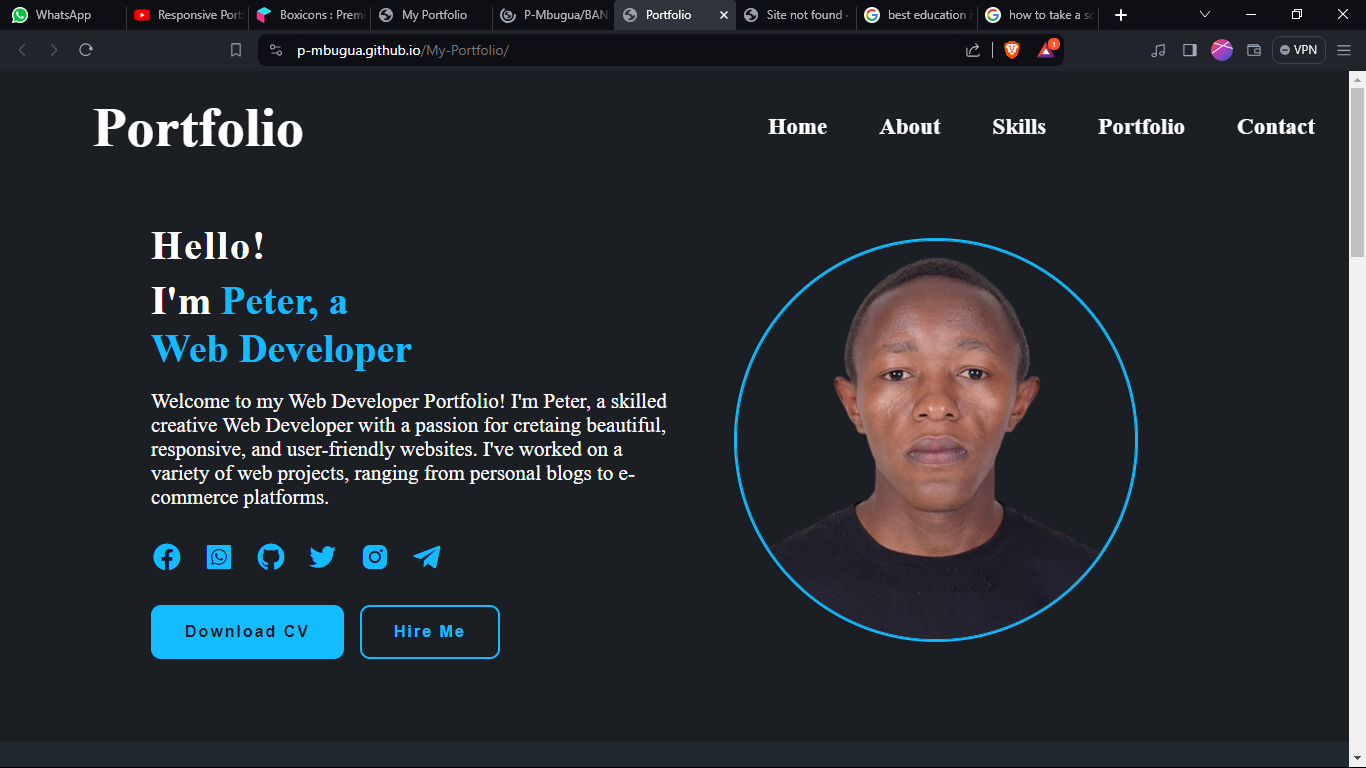 WhatsApp
Responsive Port
Boxicons : Prem
My Portfolio
P-Mbugua/BAN
Portfolio
Site not found
best education i
how to take a sc
p-mbugua.github.io/My-Portfolio/
1
VPN
Portfolio
Home
About
Skills
Portfolio
Contact
Hello!
I'm Peter, a
Web Developer
Welcome to my Web Developer Portfolio! I'm Peter, a skilled
creative Web Developer with a passion for cretaing beautiful,
responsive, and user-friendly websites. I've worked on a
variety of web projects, ranging from personal blogs to e-
commerce platforms.
Download CV
Hire Me